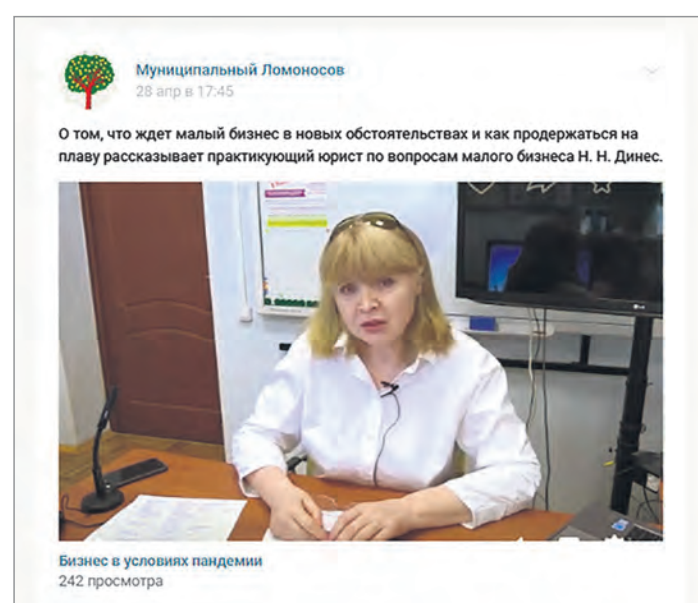 Муниципальный Ломоносов
28 апр в 17:45
О том, что ждет малый бизнес в новых обстоятельствах и как продержаться на
плаву рассказывает практикующий юрист по вопросам малого бизнеса Н. Н. Динес.
LG
Бизнес в условиях пандемии
242 просмотра